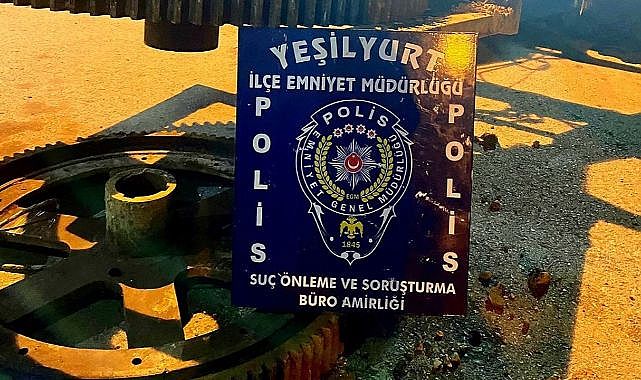 YEŞİLYURT
İLÇE EMNİYET MÜDÜRLÜĞÜ
POLİS
POLİS
POLİS
EMNİYET GENEL MÜDÜRLÜĞÜ
EGM
1845
SUÇ ÖNLEME VE SORUŞTURMA
BÜRO AMİRLİĞİ